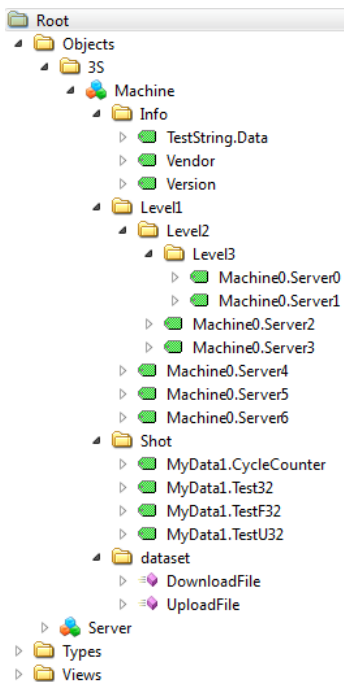 Root
Objects
3S
Machine
Info
TestString.Data
Vendor
Version
Level1
Level2
Level3
Machine0.Server0
Machine0.Server1
Machine0.Server2
Machine0.Server3
Machine0.Server4
Machine0.Server5
Machine0.Server6
Shot
MyData1.CycleCounter
MyData1.Test32
MyData1.TestF32
MyData1.TestU32
dataset
DownloadFile
UploadFile
Server
Types
Views